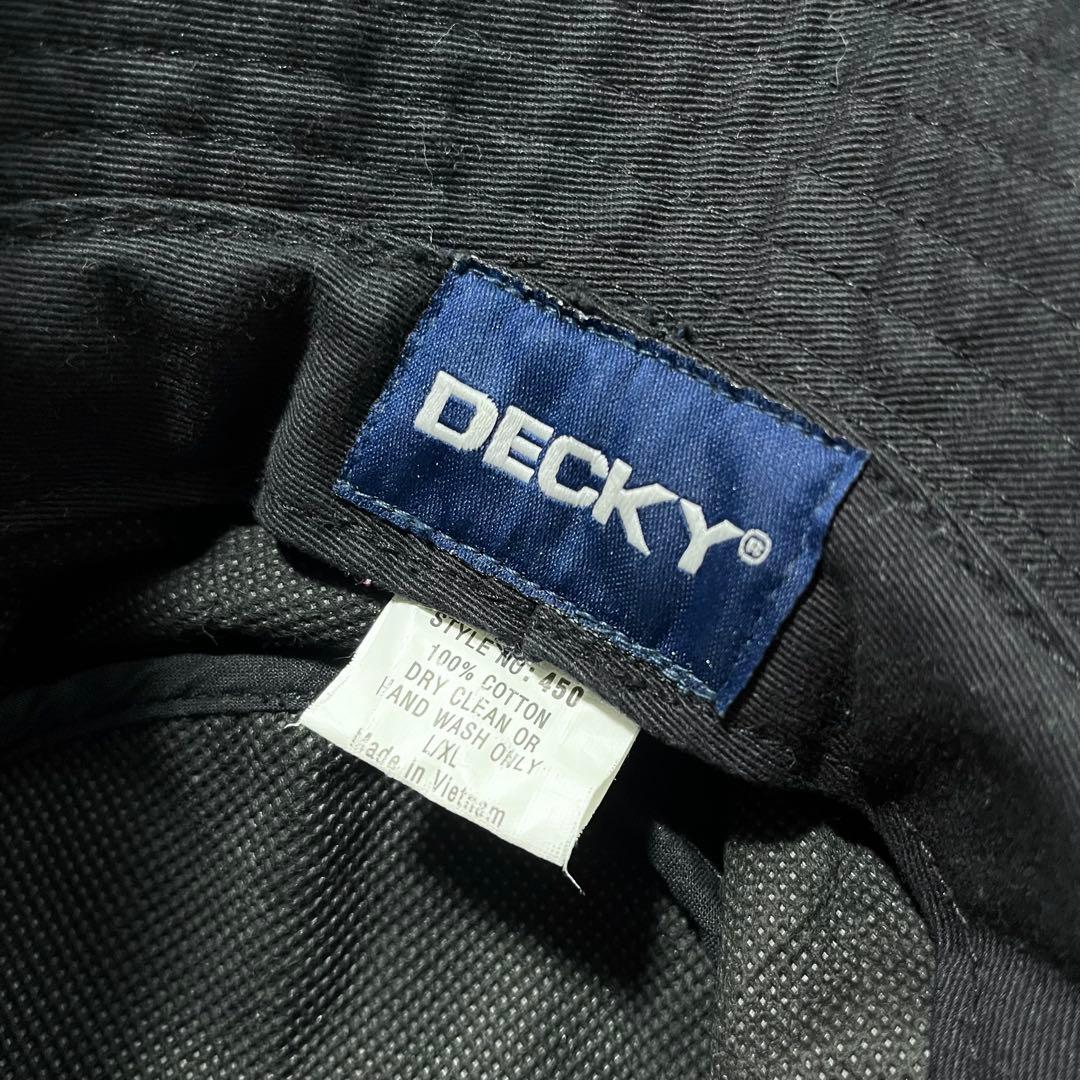 DECKY®
STYLE NO: 450
100% COTTON
DRY CLEAN OR
HAND WASH ONLY
L/XL
Made in Vietnam